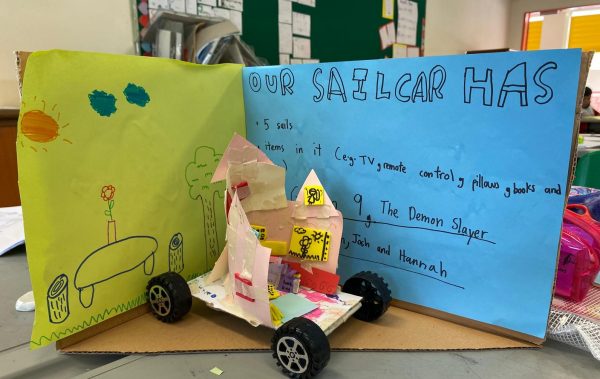 OUR SAILCAR HAS
• 5 sails
• items in it (eg. TV, remote control, pillows, books and
9, The Demon Slayer
Josh and Hannah